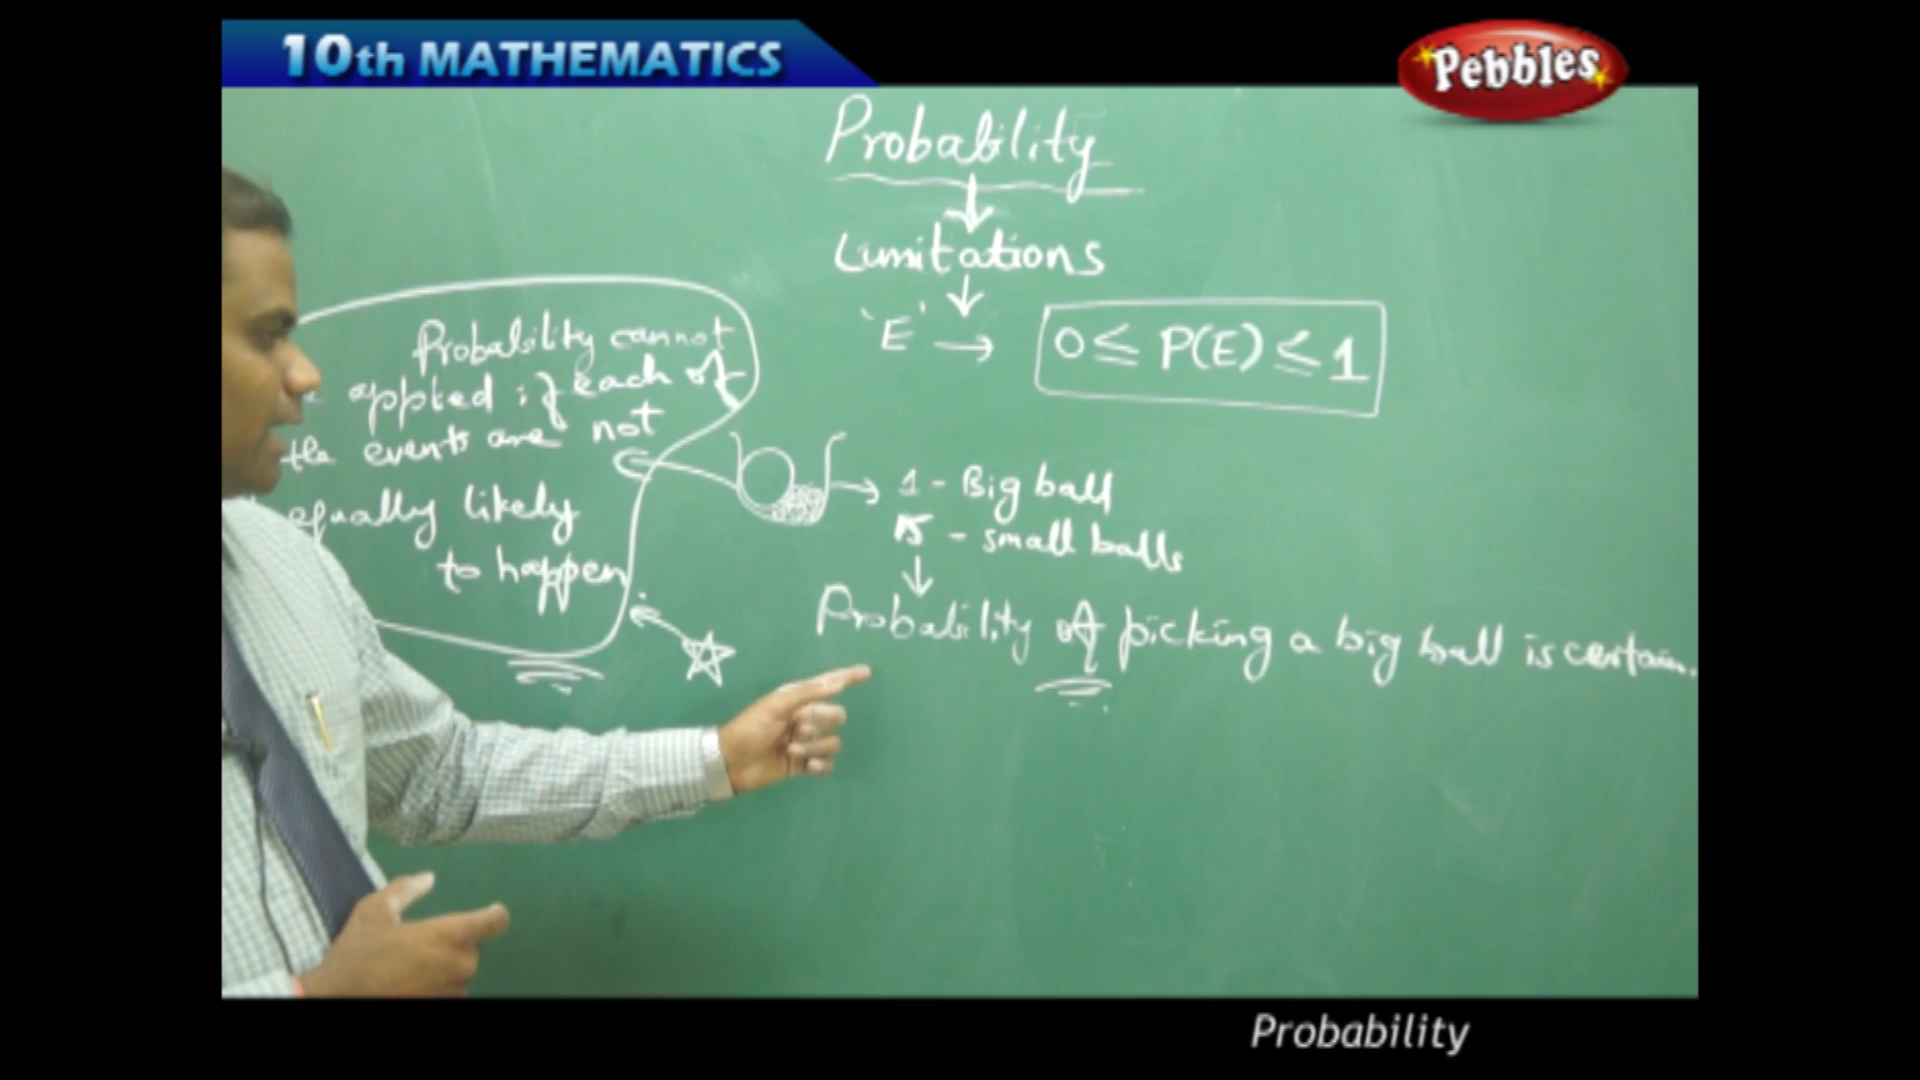 10th MATHEMATICS
Pebbles
Probability
Limitations
'E' → 0 ≤ P(E) ≤ 1
Probability cannot
applied if each of
the events are not
equally likely
to happen
1 - Big ball
15 - small balls
Probability of picking a big ball is certain.
Probability